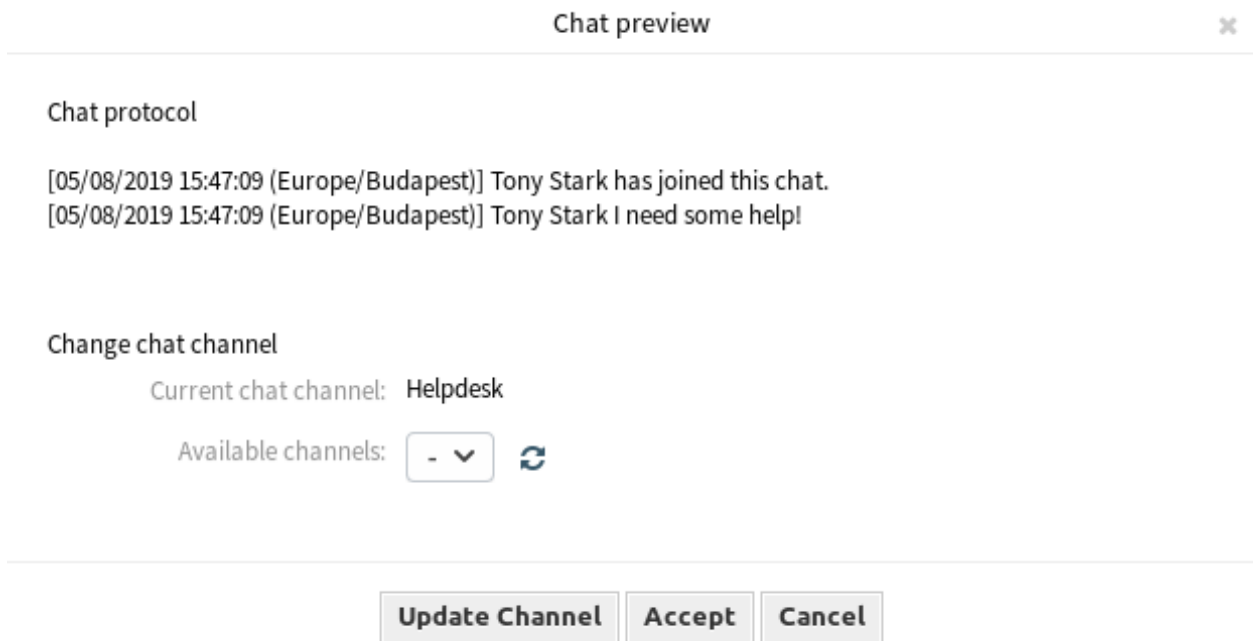 Chat preview
Chat protocol
[05/08/2019 15:47:09 (Europe/Budapest)] Tony Stark has joined this chat.
[05/08/2019 15:47:09 (Europe/Budapest)] Tony Stark I need some help!
Change chat channel
Current chat channel: Helpdesk
Available channels: -
Update Channel Accept Cancel